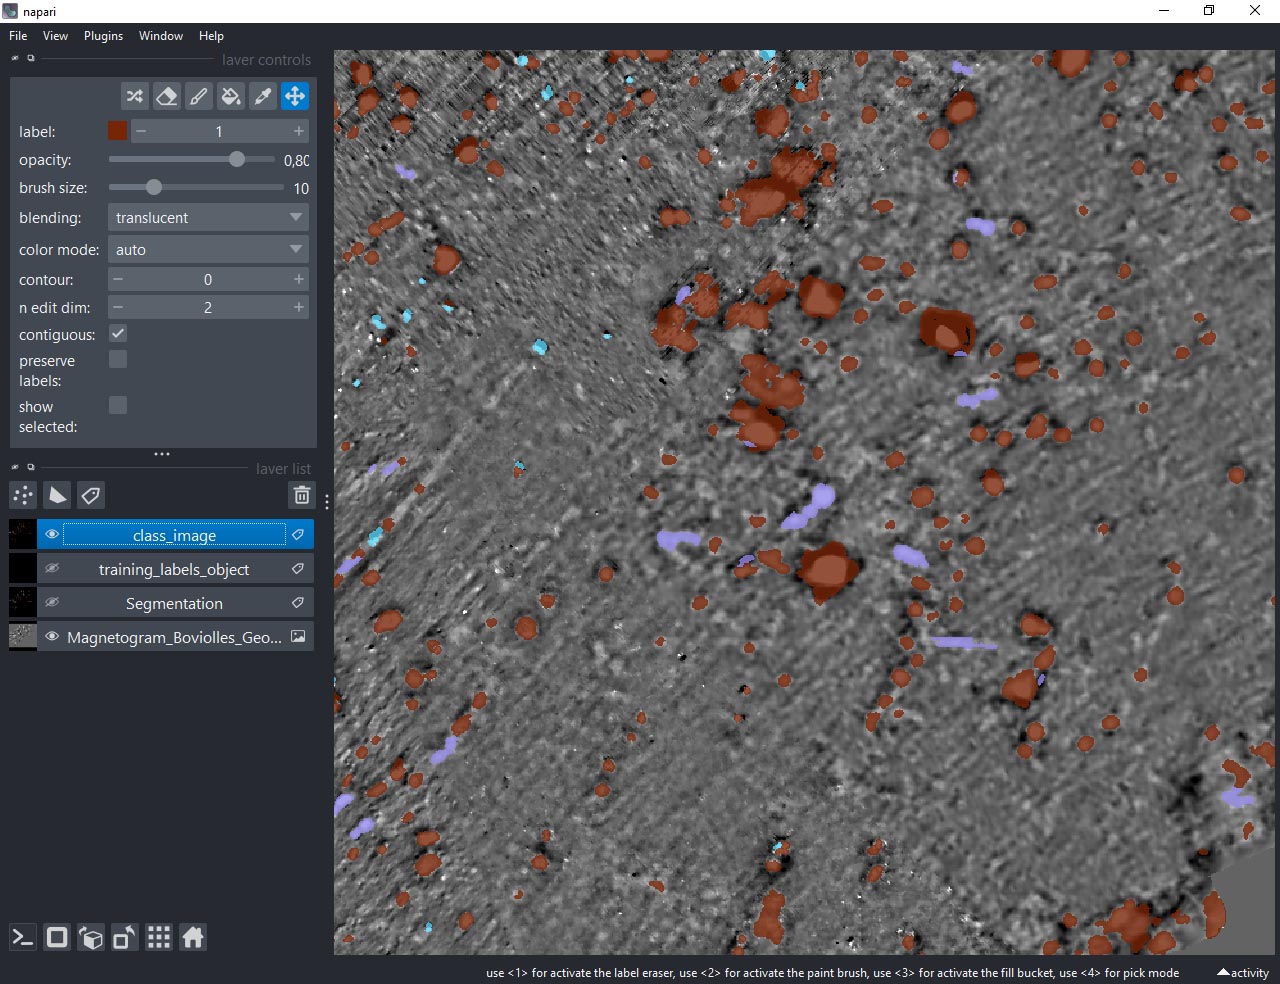 napari
File View Plugins Window Help
layer controls
label: 1
opacity: 0,80
brush size: 10
blending: translucent
color mode: auto
contour: 0
n edit dim: 2
contiguous:
preserve
labels:
show
selected:
layer list
class_image
training_labels_object
Segmentation
Magnetogram_Boviolles_Geo...
use <1> for activate the label eraser, use <2> for activate the paint brush, use <3> for activate the fill bucket, use <4> for pick mode
activity